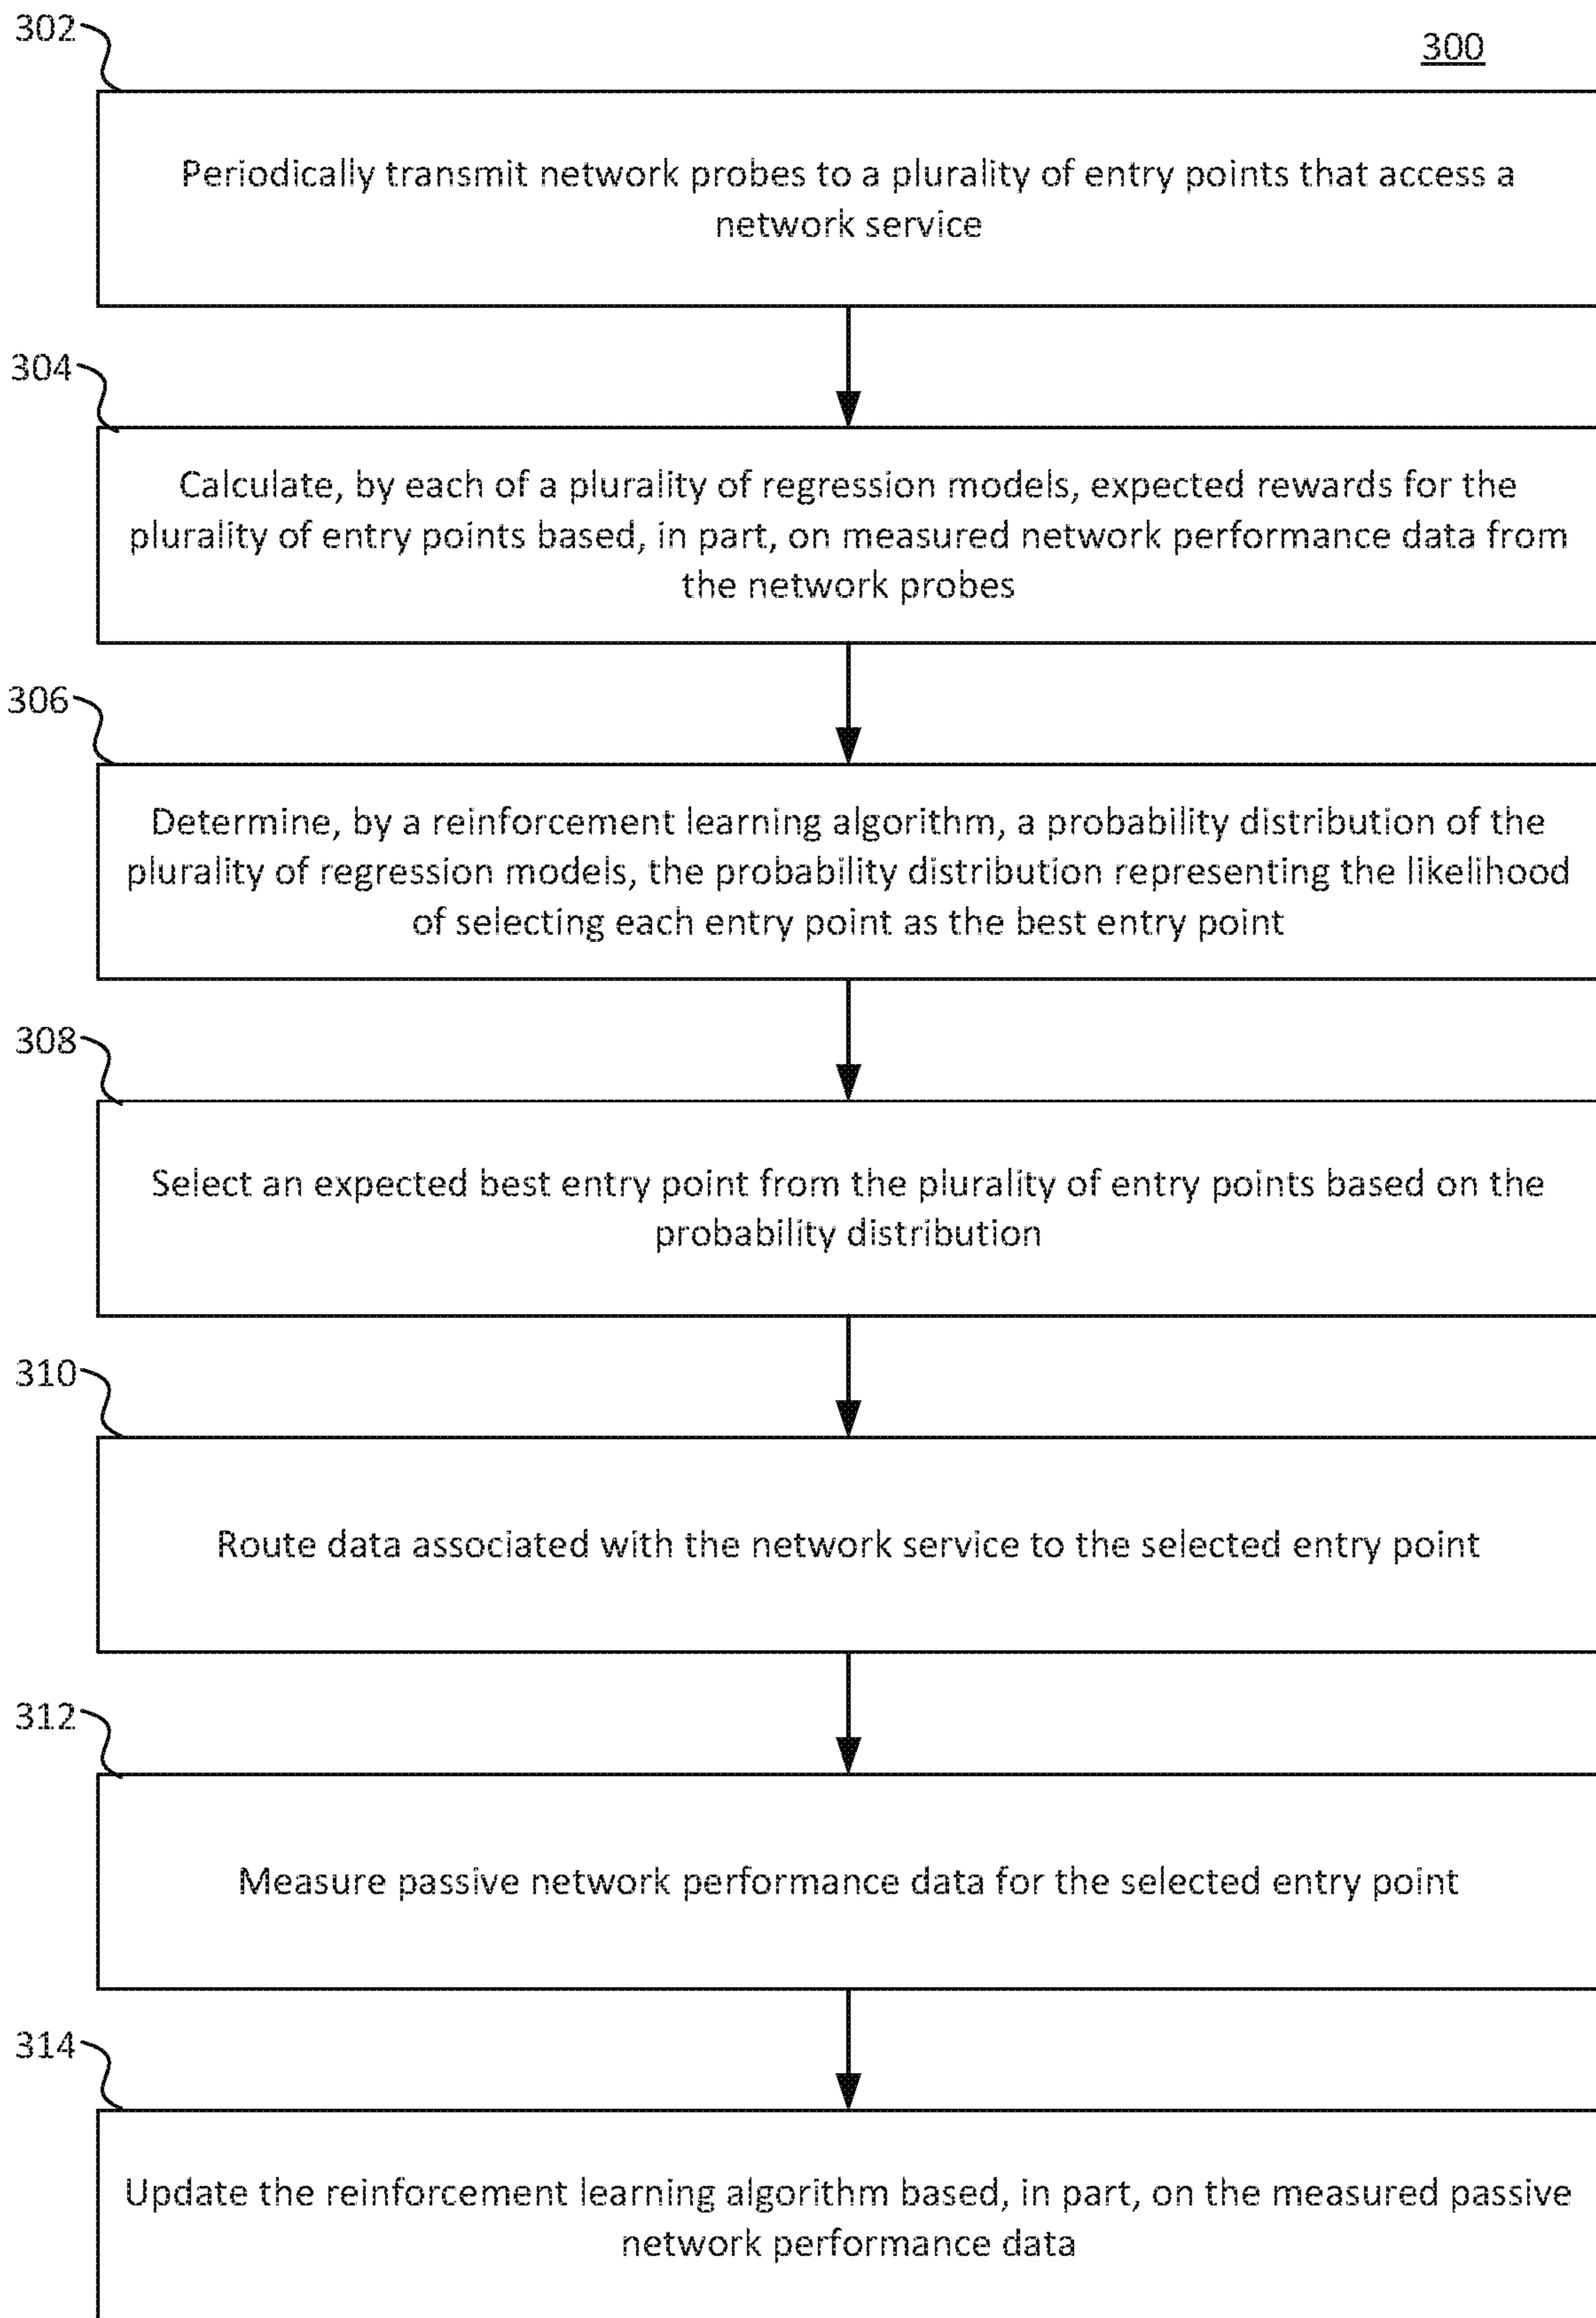 302
300
Periodically transmit network probes to a plurality of entry points that access a
network service
304
Calculate, by each of a plurality of regression models, expected rewards for the
plurality of entry points based, in part, on measured network performance data from
the network probes
306
Determine, by a reinforcement learning algorithm, a probability distribution of the
plurality of regression models, the probability distribution representing the likelihood
of selecting each entry point as the best entry point
308
Select an expected best entry point from the plurality of entry points based on the
probability distribution
310
Route data associated with the network service to the selected entry point
312
Measure passive network performance data for the selected entry point
314
Update the reinforcement learning algorithm based, in part, on the measured passive
network performance data